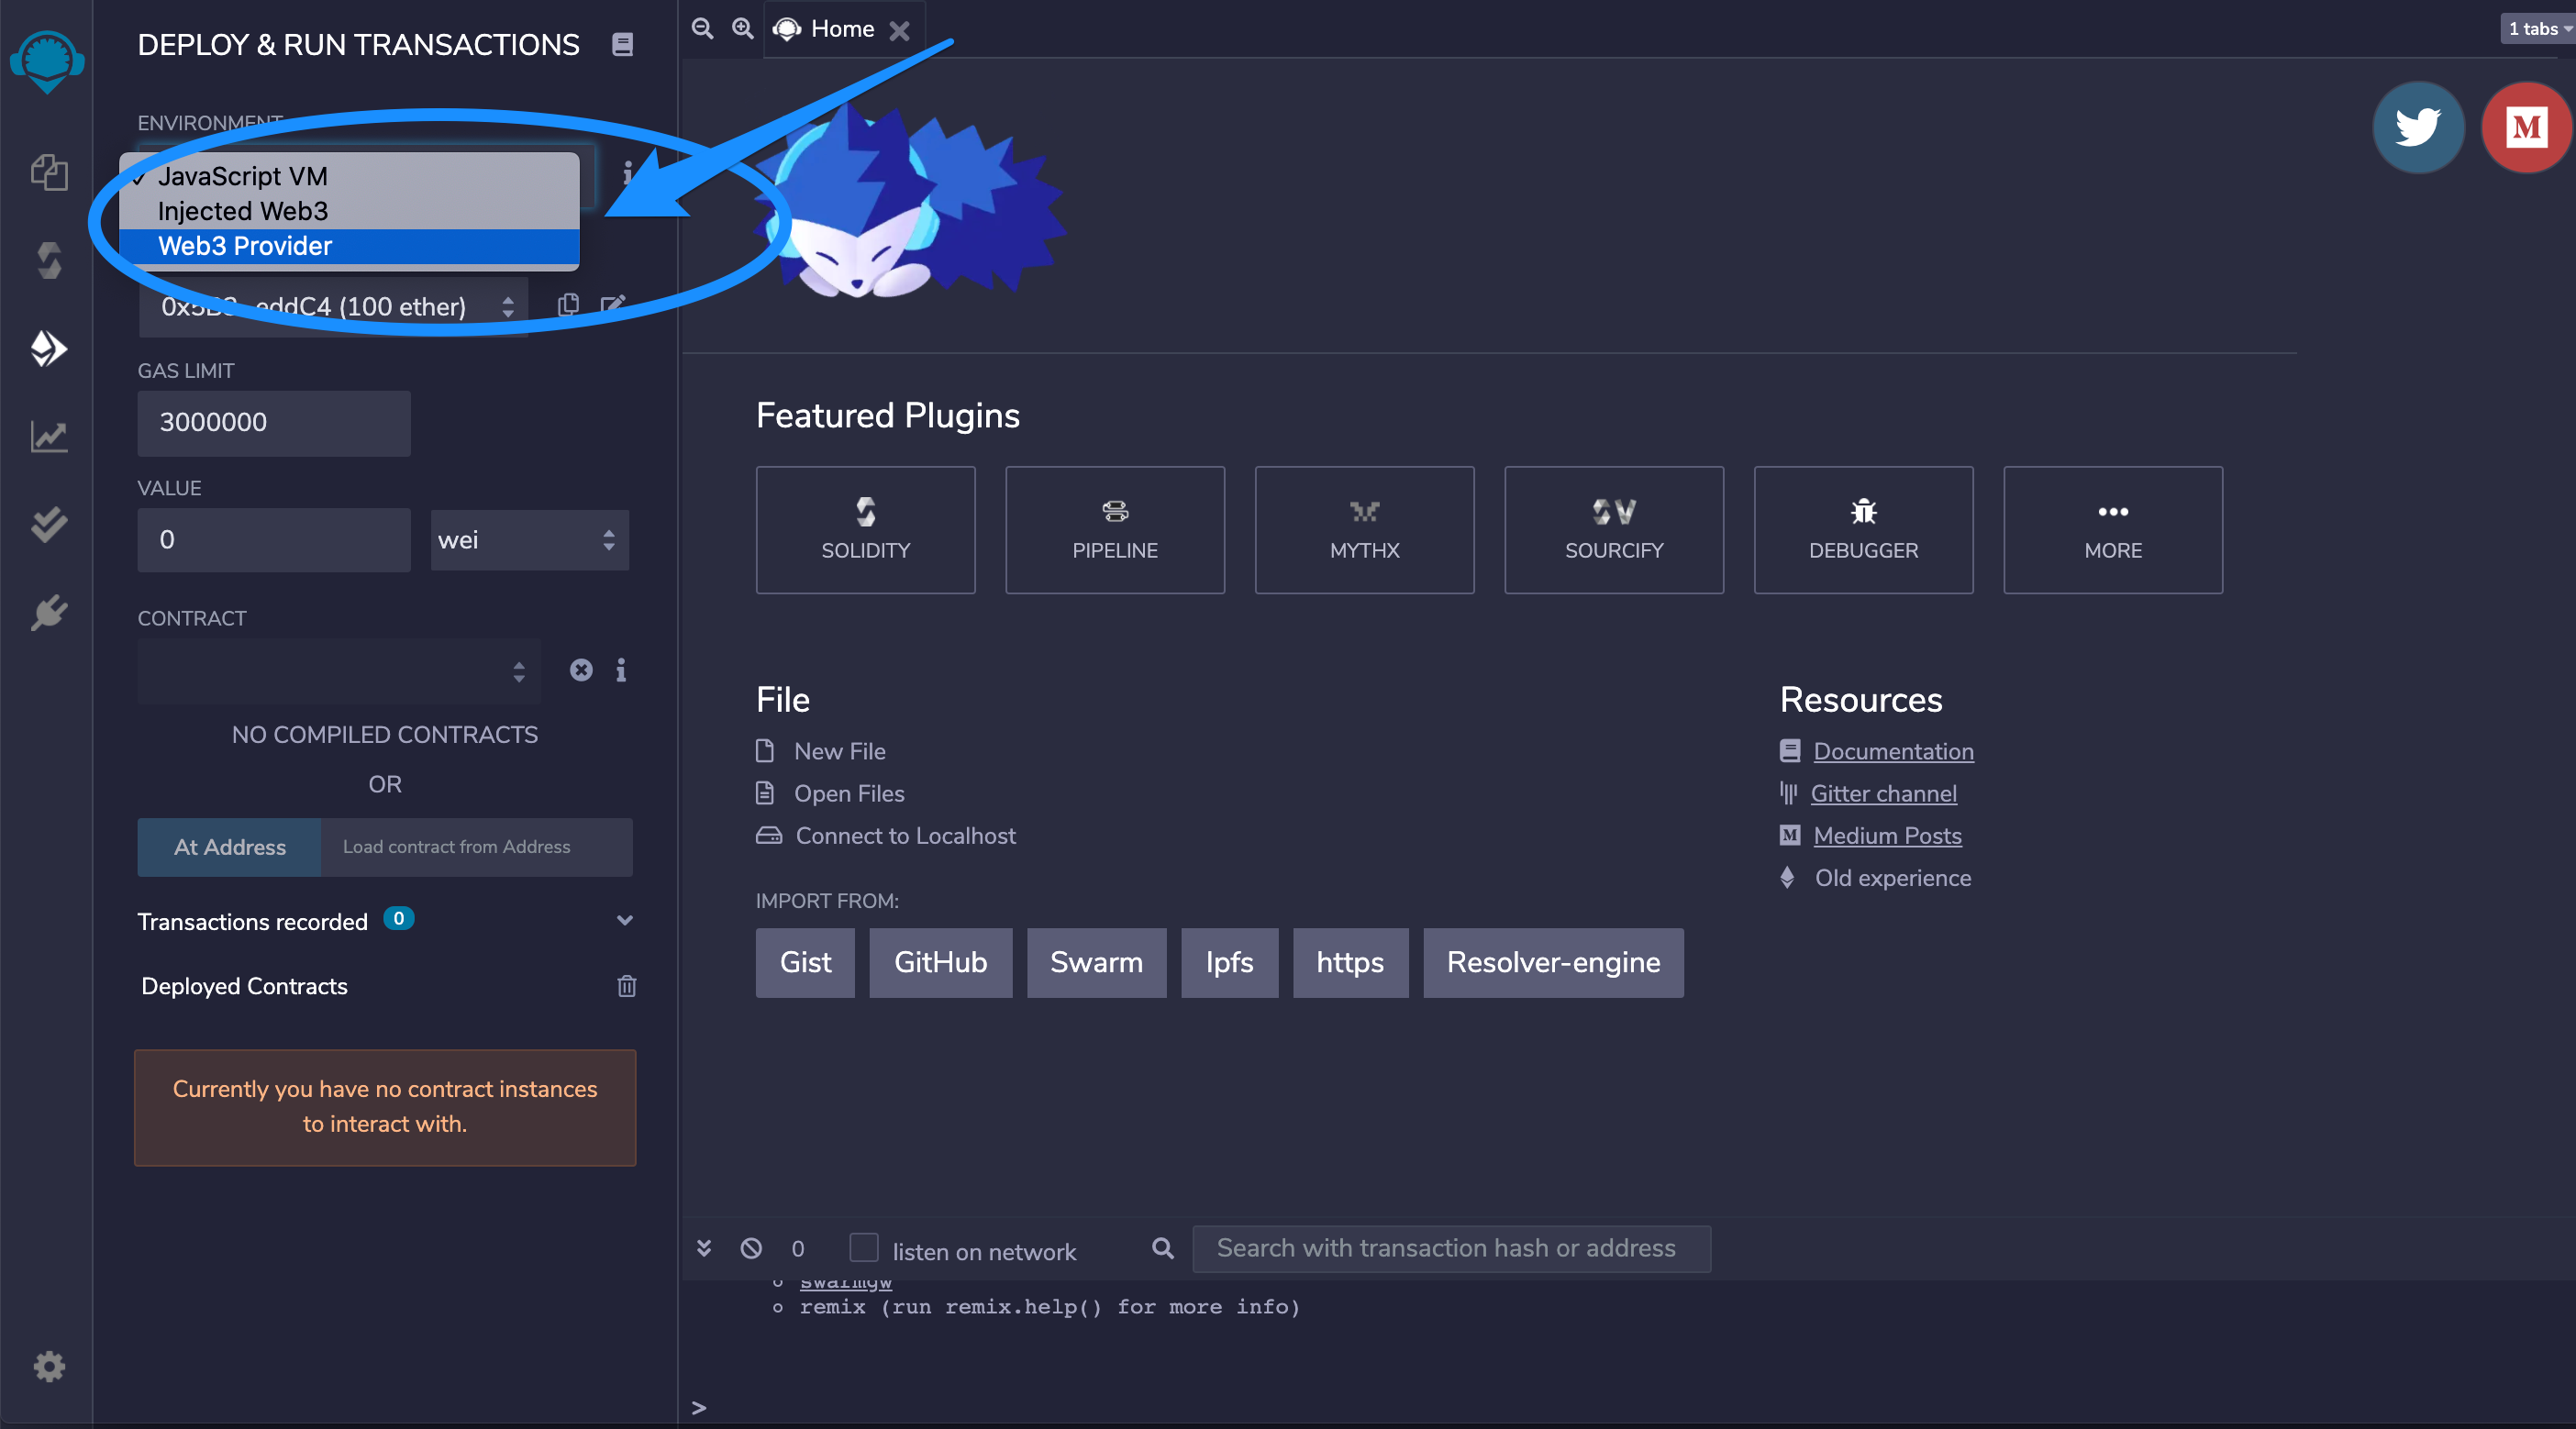 DEPLOY & RUN TRANSACTIONS
ENVIRONMENT
JavaScript VM
Injected Web3
Web3 Provider
(100 ether)
GAS LIMIT
3000000
VALUE
0
wei
CONTRACT
NO COMPILED CONTRACTS
OR
At Address
Load contract from Address
Transactions recorded 0
Deployed Contracts
Currently you have no contract instances
to interact with.
Home
1 tabs
Featured Plugins
SOLIDITY
PIPELINE
MYTHX
SOURCIFY
DEBUGGER
MORE
File
New File
Open Files
Connect to Localhost
IMPORT FROM:
Gist
GitHub
Swarm
Ipfs
https
Resolver-engine
Resources
Documentation
Gitter channel
Medium Posts
Old experience
0
listen on network
Search with transaction hash or address
swarmgw
remix (run remix.help() for more info)
>